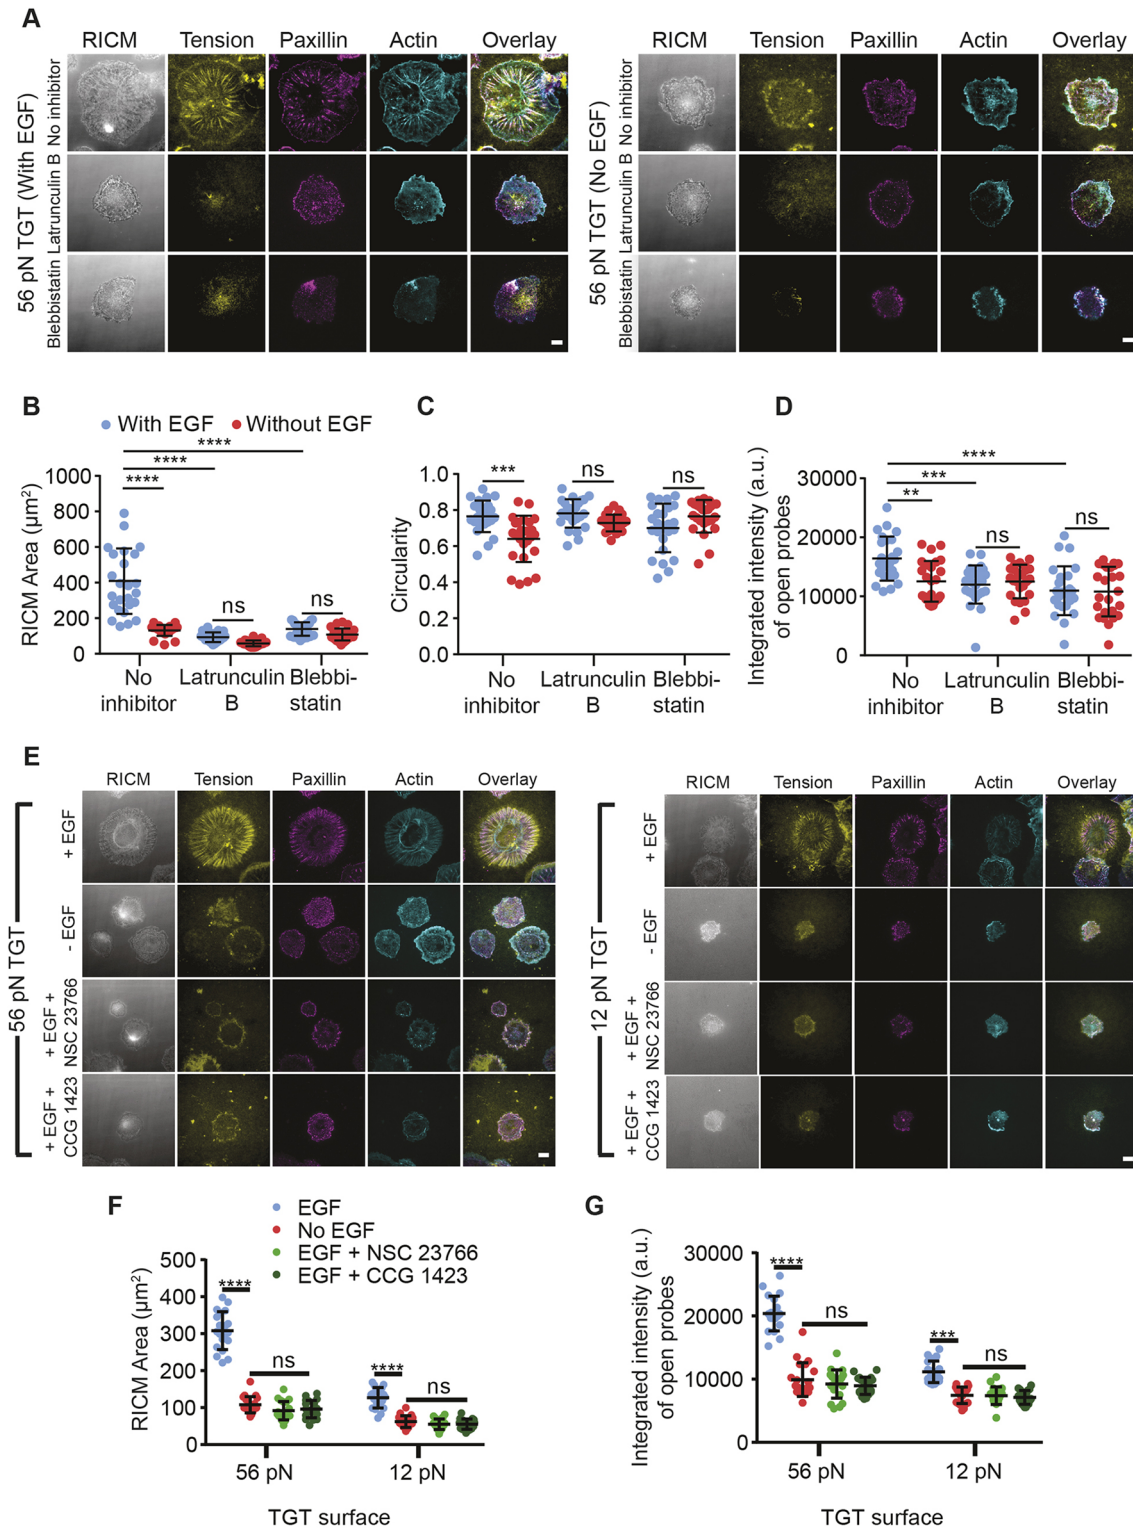 A
RICM Tension Paxillin Actin Overlay
56 pN TGT (With EGF)
No inhibitor
Latrunculin B
Blebbistatin
RICM Tension Paxillin Actin Overlay
56 pN TGT (No EGF)
No inhibitor
Latrunculin B
Blebbistatin
B
With EGF Without EGF
RICM Area (µm²)
1000
800
600
400
200
0
****
****
****
ns
ns
No inhibitor
Latrunculin B
Blebbi-statin
C
Circularity
1.0
0.8
0.6
0.4
0.2
0.0
***
ns
ns
No inhibitor
Latrunculin B
Blebbi-statin
D
Integrated intensity (a.u.)
of open probes
30000
20000
10000
0
****
***
**
ns
ns
No inhibitor
Latrunculin B
Blebbi-statin
E
RICM Tension Paxillin Actin Overlay
56 pN TGT
+ EGF
- EGF
+ EGF +
NSC 23766
+ EGF +
CCG 1423
RICM Tension Paxillin Actin Overlay
12 pN TGT
+ EGF
- EGF
+ EGF +
NSC 23766
+ EGF +
CCG 1423
F
EGF
No EGF
EGF + NSC 23766
EGF + CCG 1423
RICM Area (µm²)
500
400
300
200
100
0
****
ns
****
ns
56 pN 12 pN
TGT surface
G
Integrated intensity (a.u.)
of open probes
30000
20000
10000
0
****
ns
***
ns
56 pN 12 pN
TGT surface